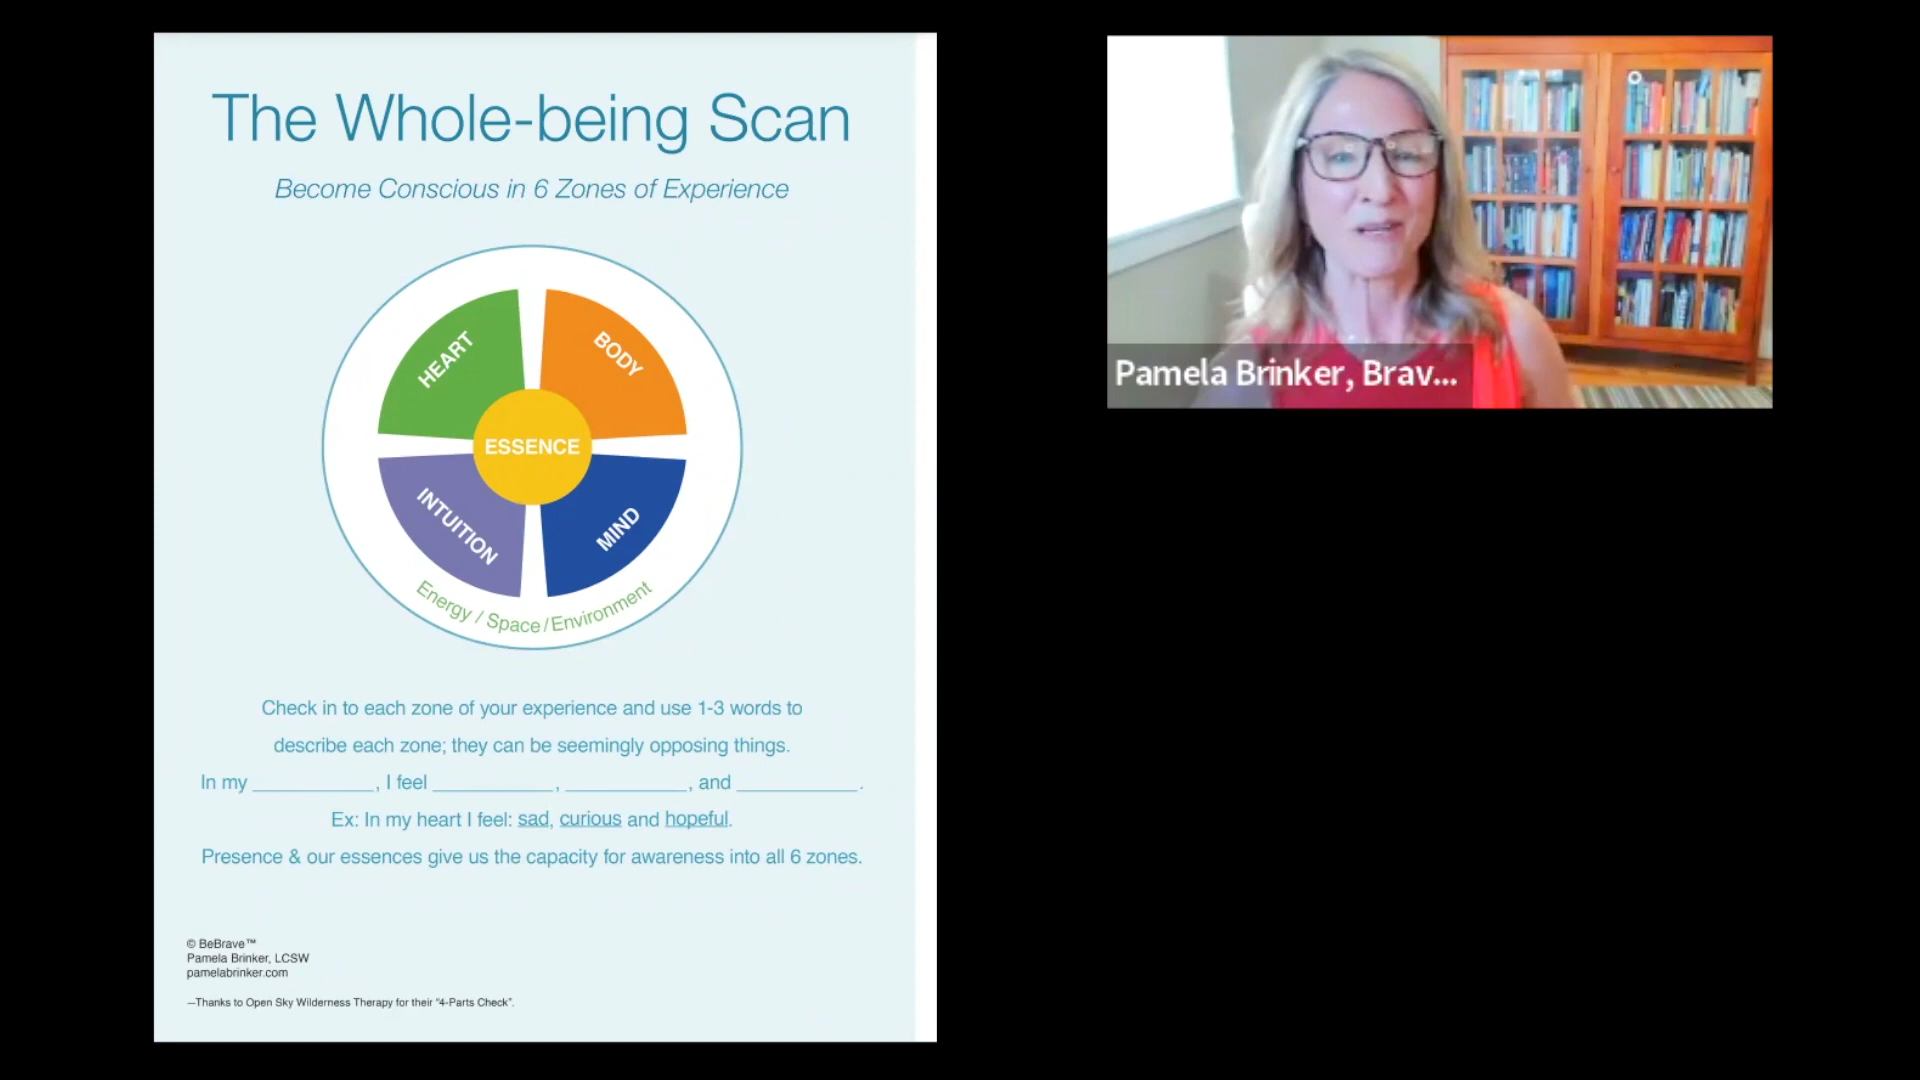 The Whole-being Scan
Become Conscious in 6 Zones of Experience
HEART
BODY
ESSENCE
INTUITION
MIND
Energy / Space / Environment
Check in to each zone of your experience and use 1-3 words to
describe each zone; they can be seemingly opposing things.
In my ___________, I feel ___________, ___________, and ___________.
Ex: In my heart I feel: sad, curious and hopeful.
Presence & our essences give us the capacity for awareness into all 6 zones.
© BeBrave™
Pamela Brinker, LCSW
pamelabrinker.com
—Thanks to Open Sky Wilderness Therapy for their “4-Parts Check”.
Pamela Brinker, Brav...